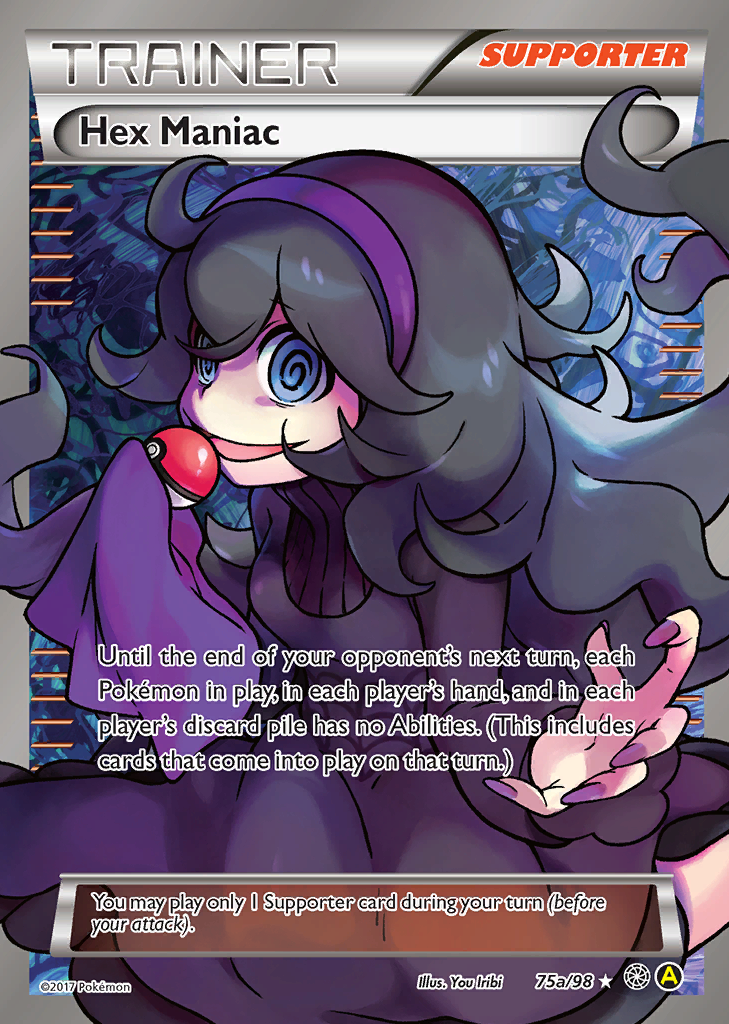 TRAINER
SUPPORTER
Hex Maniac
Until the end of your opponent's next turn, each
Pokémon in play, in each player's hand, and in each
player's discard pile has no Abilities. (This includes
cards that come into play on that turn.)
You may play only 1 Supporter card during your turn (before
your attack).
©2017 Pokémon
Illus. You Iribi
75a/98 ★
A